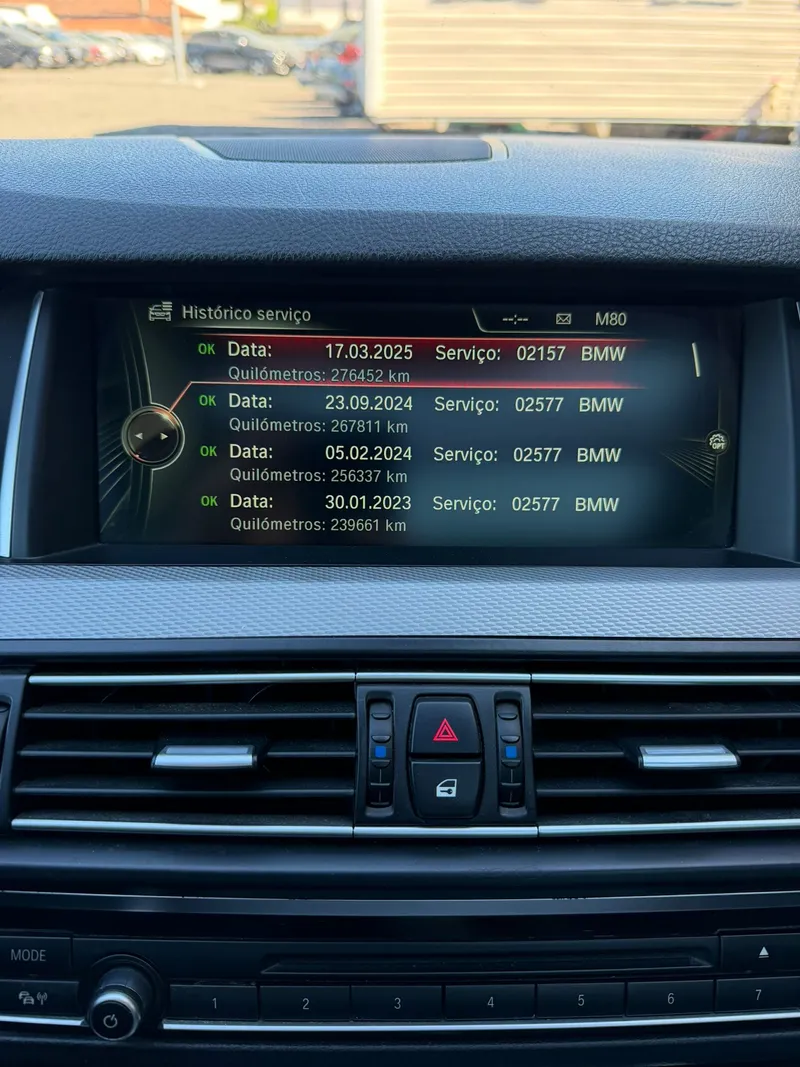 Histórico serviço --:-- M80
OK Data: 17.03.2025 Serviço: 02157 BMW
Quilómetros: 276452 km
OK Data: 23.09.2024 Serviço: 02577 BMW
Quilómetros: 267811 km
OK Data: 05.02.2024 Serviço: 02577 BMW
Quilómetros: 256337 km
OK Data: 30.01.2023 Serviço: 02577 BMW
Quilómetros: 239661 km
OPT
MODE
1 2 3 4 5 6 7